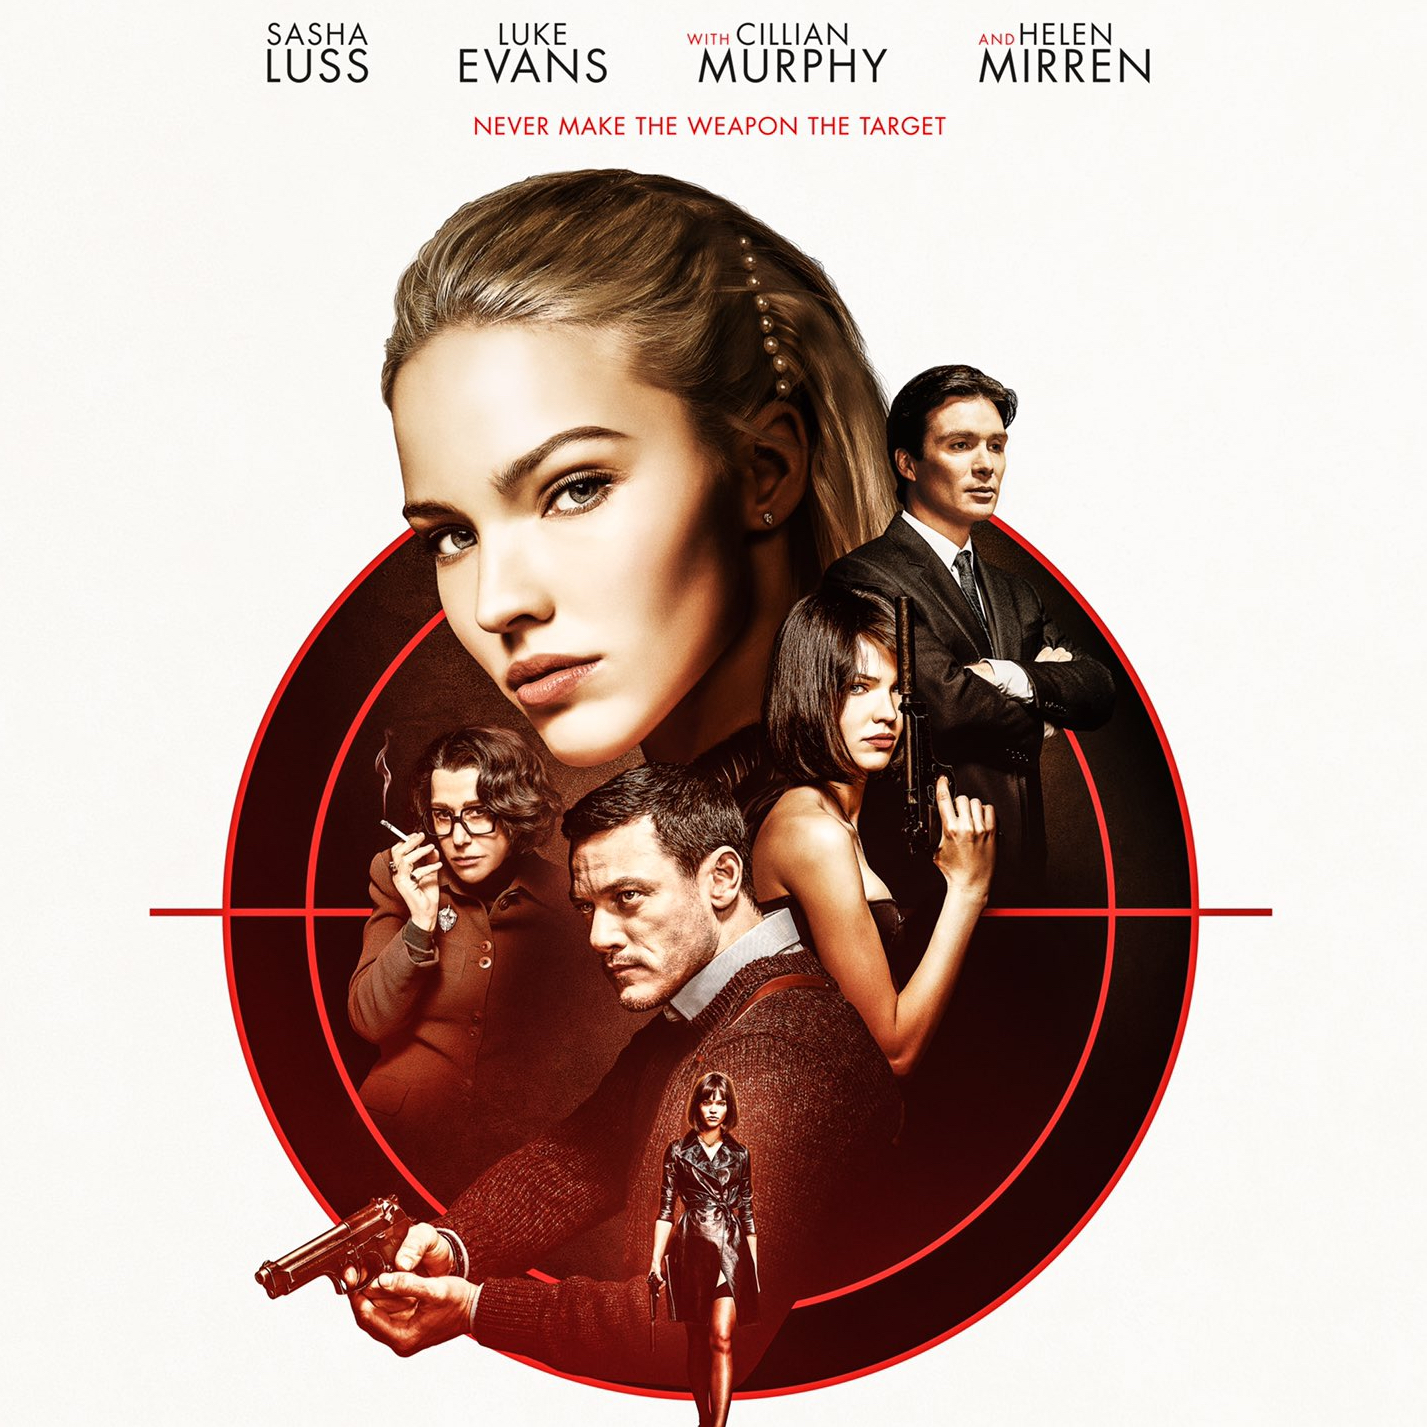 SASHA LUKE WITH CILLIAN AND HELEN
LUSS EVANS MURPHY MIRREN
NEVER MAKE THE WEAPON THE TARGET